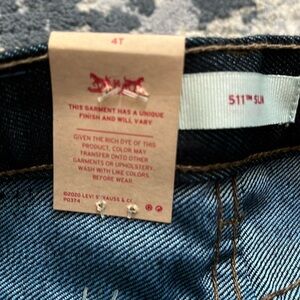 4T
THIS GARMENT HAS A UNIQUE
FINISH AND WILL VARY
GIVEN THE RICH DYE OF THIS
PRODUCT, COLOR MAY
TRANSFER ONTO OTHER
GARMENTS OR UPHOLSTERY.
WASH WITH LIKE COLORS
BEFORE WEAR.
©2020 LEVI STRAUSS & CO.
P0374
511™ SLIM